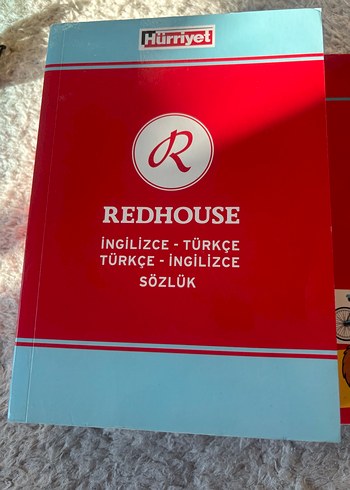 Hürriyet
R
REDHOUSE
İNGİLİZCE - TÜRKÇE
TÜRKÇE - İNGİLİZCE
SÖZLÜK